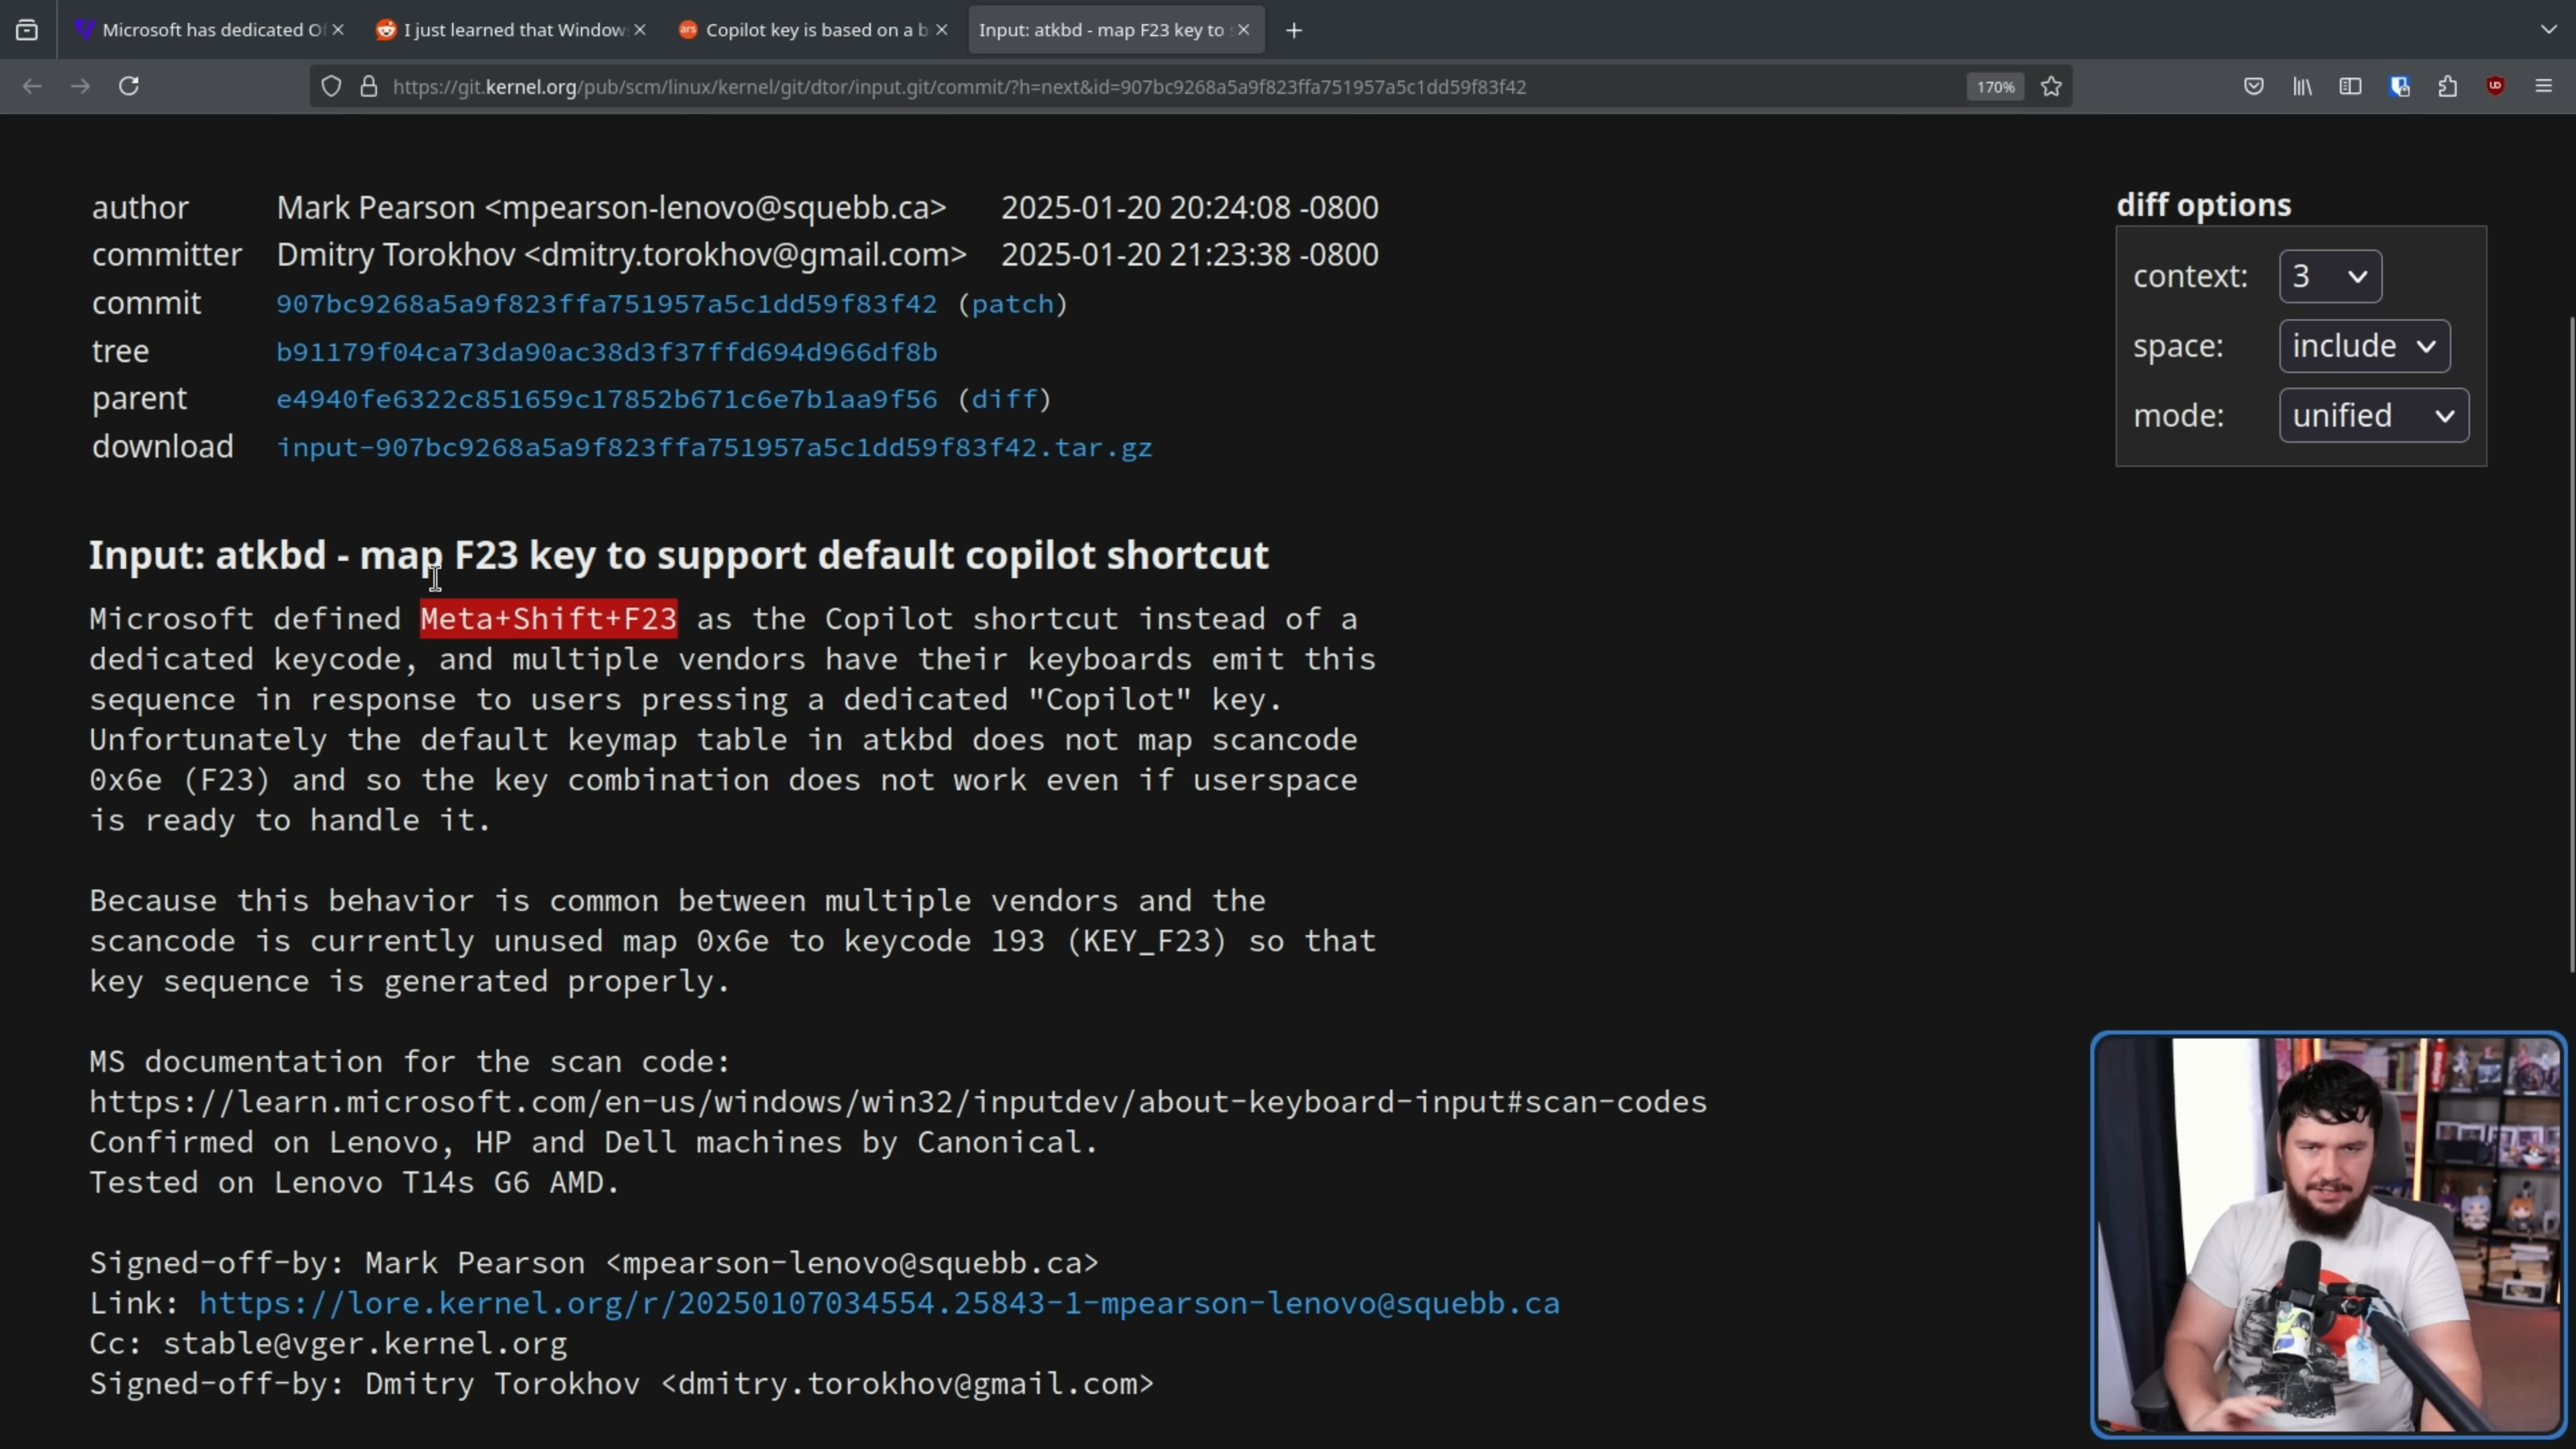 Microsoft has dedicated Of
I just learned that Window
ars
Copilot key is based on a b
Input: atkbd - map F23 key to s
https://git.kernel.org/pub/scm/linux/kernel/git/dtor/input.git/commit/?h=next&id=907bc9268a5a9f823ffa751957a5c1dd59f83f42
170%
author Mark Pearson <mpearson-lenovo@squebb.ca> 2025-01-20 20:24:08 -0800
committer Dmitry Torokhov <dmitry.torokhov@gmail.com> 2025-01-20 21:23:38 -0800
commit 907bc9268a5a9f823ffa751957a5c1dd59f83f42 (patch)
tree b91179f04ca73da90ac38d3f37ffd694d966df8b
parent e4940fe6322c851659c17852b671c6e7b1aa9f56 (diff)
download input-907bc9268a5a9f823ffa751957a5c1dd59f83f42.tar.gz
diff options
context: 3
space: include
mode: unified
Input: atkbd - map F23 key to support default copilot shortcut
Microsoft defined Meta+Shift+F23 as the Copilot shortcut instead of a
dedicated keycode, and multiple vendors have their keyboards emit this
sequence in response to users pressing a dedicated "Copilot" key.
Unfortunately the default keymap table in atkbd does not map scancode
0x6e (F23) and so the key combination does not work even if userspace
is ready to handle it.
Because this behavior is common between multiple vendors and the
scancode is currently unused map 0x6e to keycode 193 (KEY_F23) so that
key sequence is generated properly.
MS documentation for the scan code:
https://learn.microsoft.com/en-us/windows/win32/inputdev/about-keyboard-input#scan-codes
Confirmed on Lenovo, HP and Dell machines by Canonical.
Tested on Lenovo T14s G6 AMD.
Signed-off-by: Mark Pearson <mpearson-lenovo@squebb.ca>
Link: https://lore.kernel.org/r/20250107034554.25843-1-mpearson-lenovo@squebb.ca
Cc: stable@vger.kernel.org
Signed-off-by: Dmitry Torokhov <dmitry.torokhov@gmail.com>